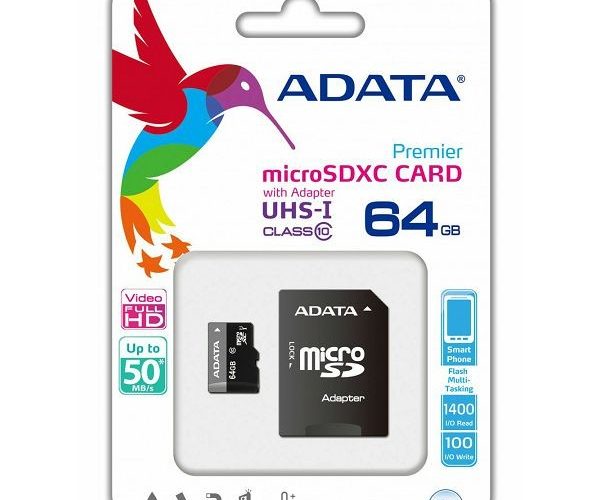 ADATA®
Premier
microSDXC CARD
with Adapter
UHS-I
CLASS 10
64GB
Video
FULL
HD
Up to
50*
MB/s
ADATA
64GB
ADATA
LOCK
micro
SD
Adapter
Smart
Phone
Flash
Multi-
Tasking
1400
I/O Read
100
I/O Write